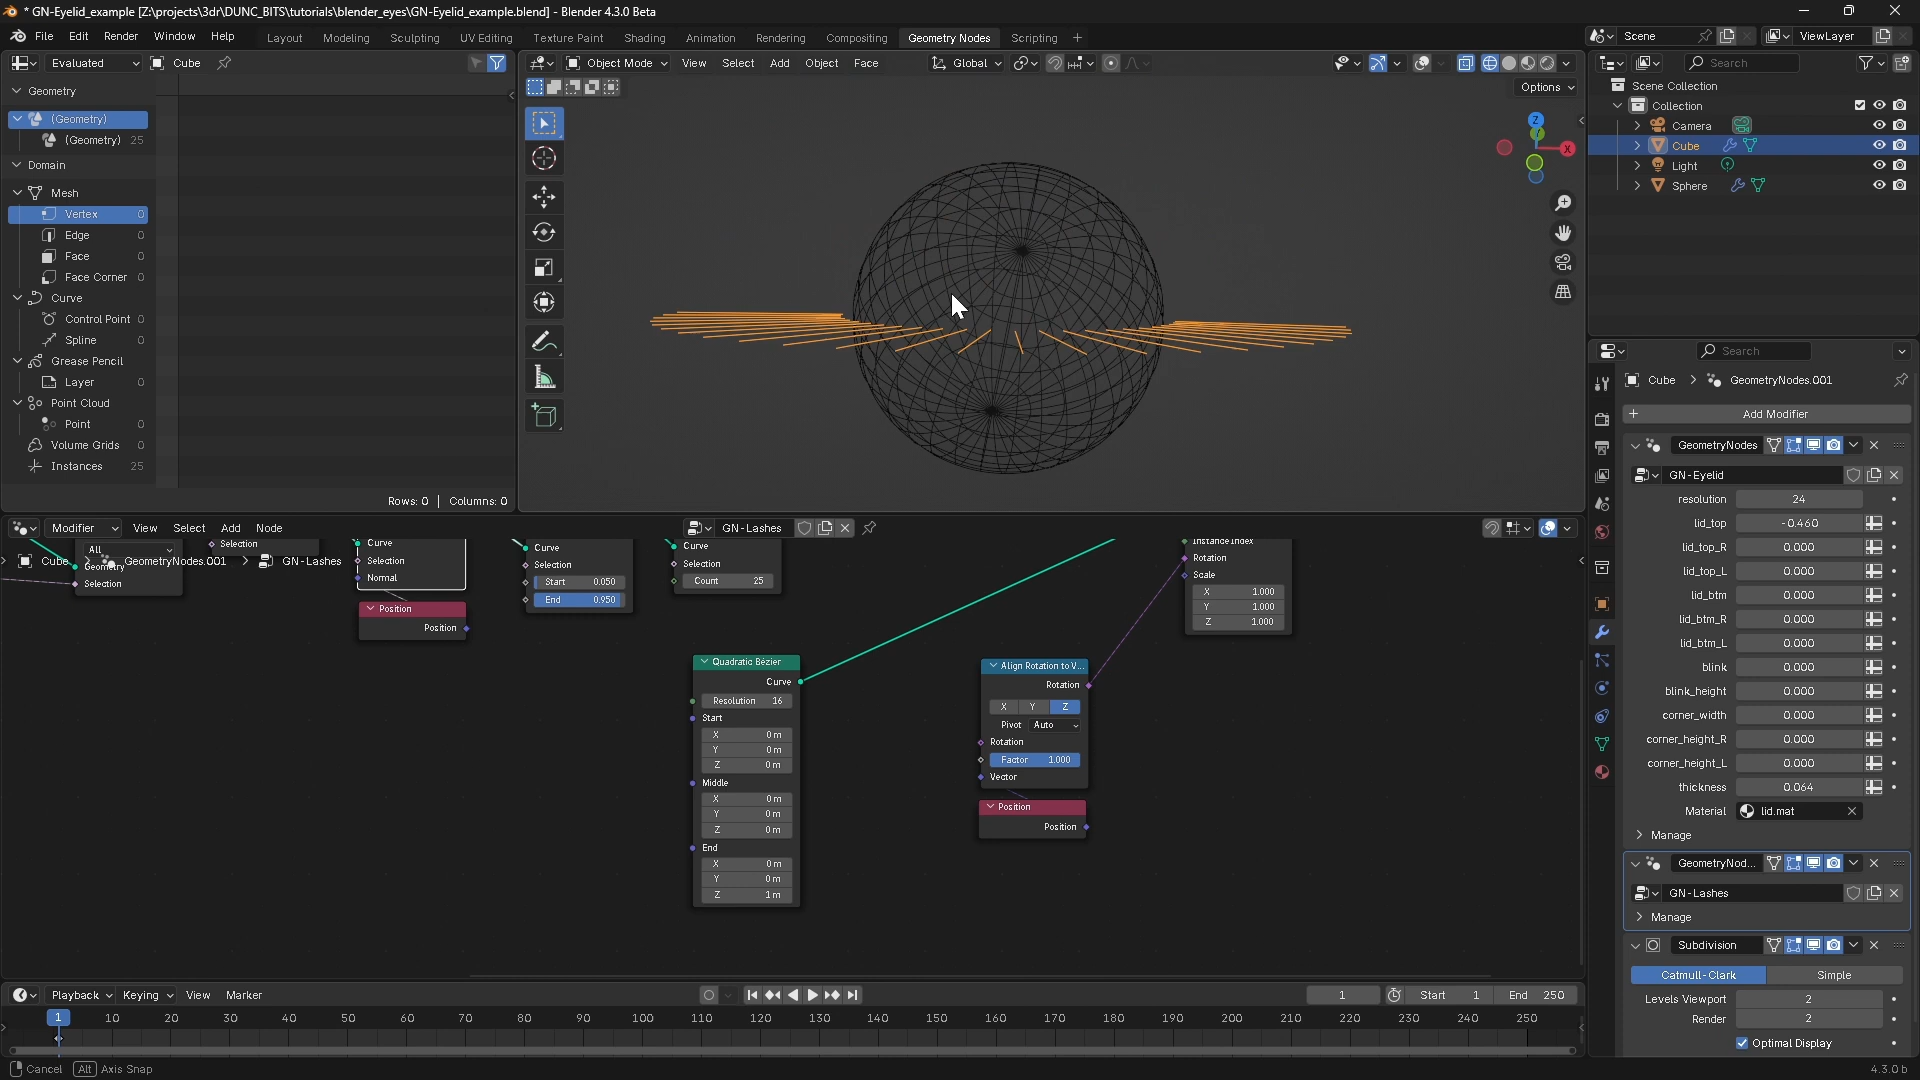 * GN-Eyelid_example [Z:\projects\3dr\DUNC_BITS\tutorials\blender_eyes\GN-Eyelid_example.blend] - Blender 4.3.0 Beta
File Edit Render Window Help Layout Modeling Sculpting UV Editing Texture Paint Shading Animation Rendering Compositing Geometry Nodes Scripting + Scene ViewLayer
Evaluated Cube
Object Mode View Select Add Object Face Global Search
Options
Geometry
(Geometry)
(Geometry) 25
Domain
Mesh
Vertex 0
Edge 0
Face 0
Face Corner 0
Curve
Control Point 0
Spline 0
Grease Pencil
Layer 0
Point Cloud
Point 0
Volume Grids 0
Instances 25
Rows: 0 | Columns: 0
Z
Y
X
Scene Collection
Collection
Camera
Cube
Light
Sphere
Search
Cube > GeometryNodes.001
+ Add Modifier
GeometryNodes
GN-Eyelid
resolution 24
lid_top -0.460
lid_top_R 0.000
lid_top_L 0.000
lid_btm 0.000
lid_btm_R 0.000
lid_btm_L 0.000
blink 0.000
blink_height 0.000
corner_width 0.000
corner_height_R 0.000
corner_height_L 0.000
thickness 0.064
Material lid.mat
Manage
GeometryNod...
GN-Lashes
Manage
Subdivision
Catmull-Clark Simple
Levels Viewport 2
Render 2
Optimal Display
Modifier View Select Add Node GN-Lashes
Cube > GeometryNodes.001 > GN-Lashes
All
Geometry
Selection
Selection
Curve
Selection
Normal
Position
Position
Curve
Selection
Start 0.050
End 0.950
Curve
Selection
Count 25
Instance Index
Rotation
Scale
X 1.000
Y 1.000
Z 1.000
Quadratic Bézier
Curve
Resolution 16
Start
X 0 m
Y 0 m
Z 0 m
Middle
X 0 m
Y 0 m
Z 0 m
End
X 0 m
Y 0 m
Z 1 m
Align Rotation to V...
Rotation
X Y Z
Pivot Auto
Rotation
Factor 1.000
Vector
Position
Position
Playback Keying View Marker 1 Start 1 End 250
1 10 20 30 40 50 60 70 80 90 100 110 120 130 140 150 160 170 180 190 200 210 220 230 240 250
Cancel Alt Axis Snap 4.3.0 b